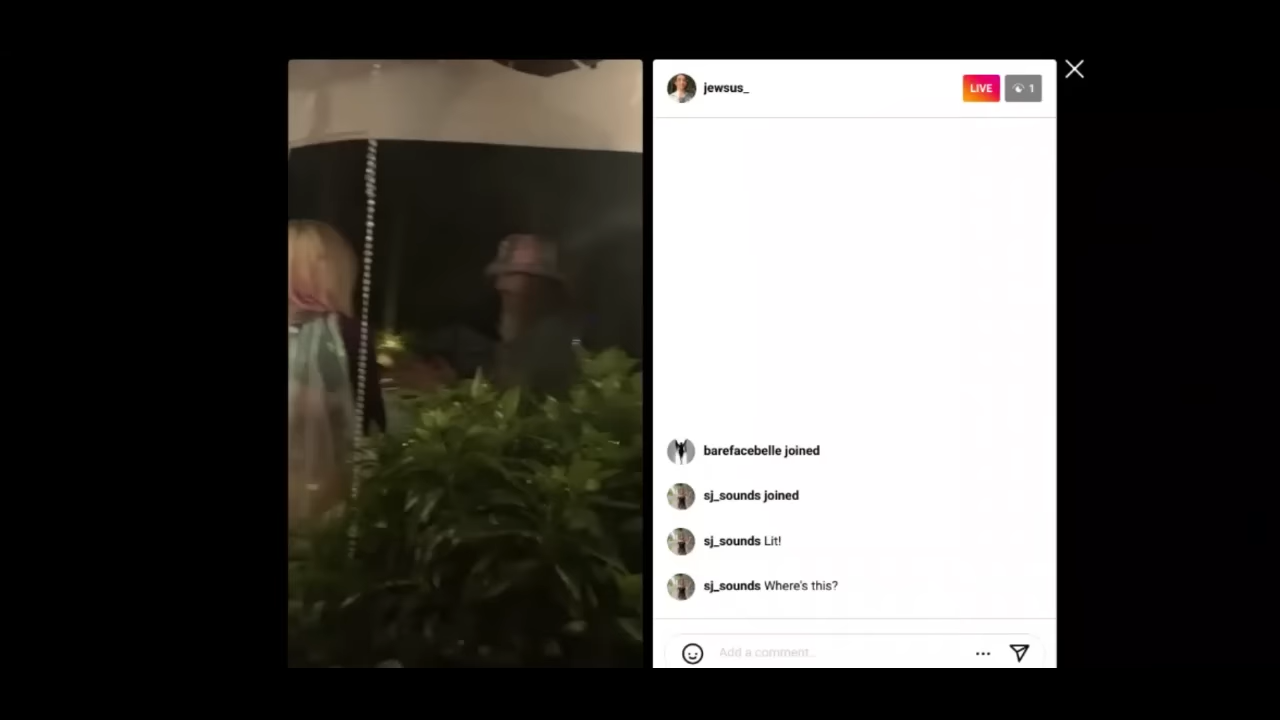 jewsus_
LIVE
1
barefacebelle joined
sj_sounds joined
sj_sounds Lit!
sj_sounds Where's this?
Add a comment...